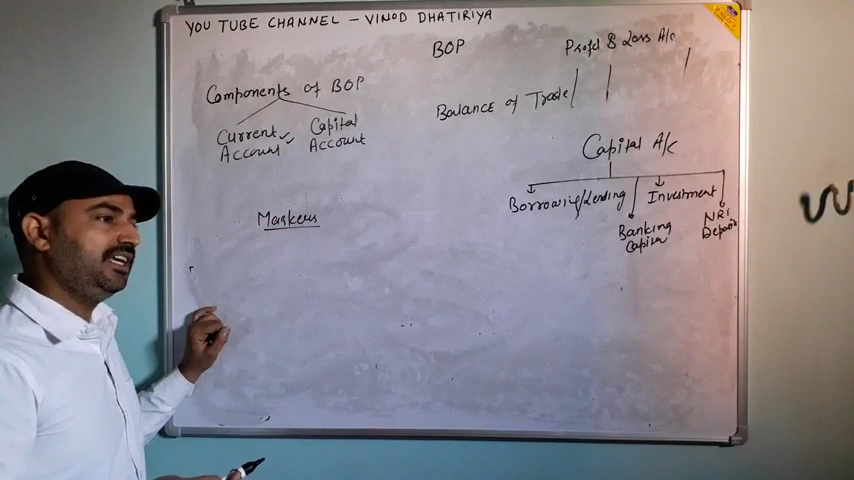 YOU TUBE CHANNEL - VINOD DHATIRIYA
BOP
Profit & Loss A/c
Components of BOP
Current
Account
Capital
Account
Balance of Trade
Capital A/c
Borrowing/Lending
Investment
Banking
Capital
NRI
Deposit
Markers